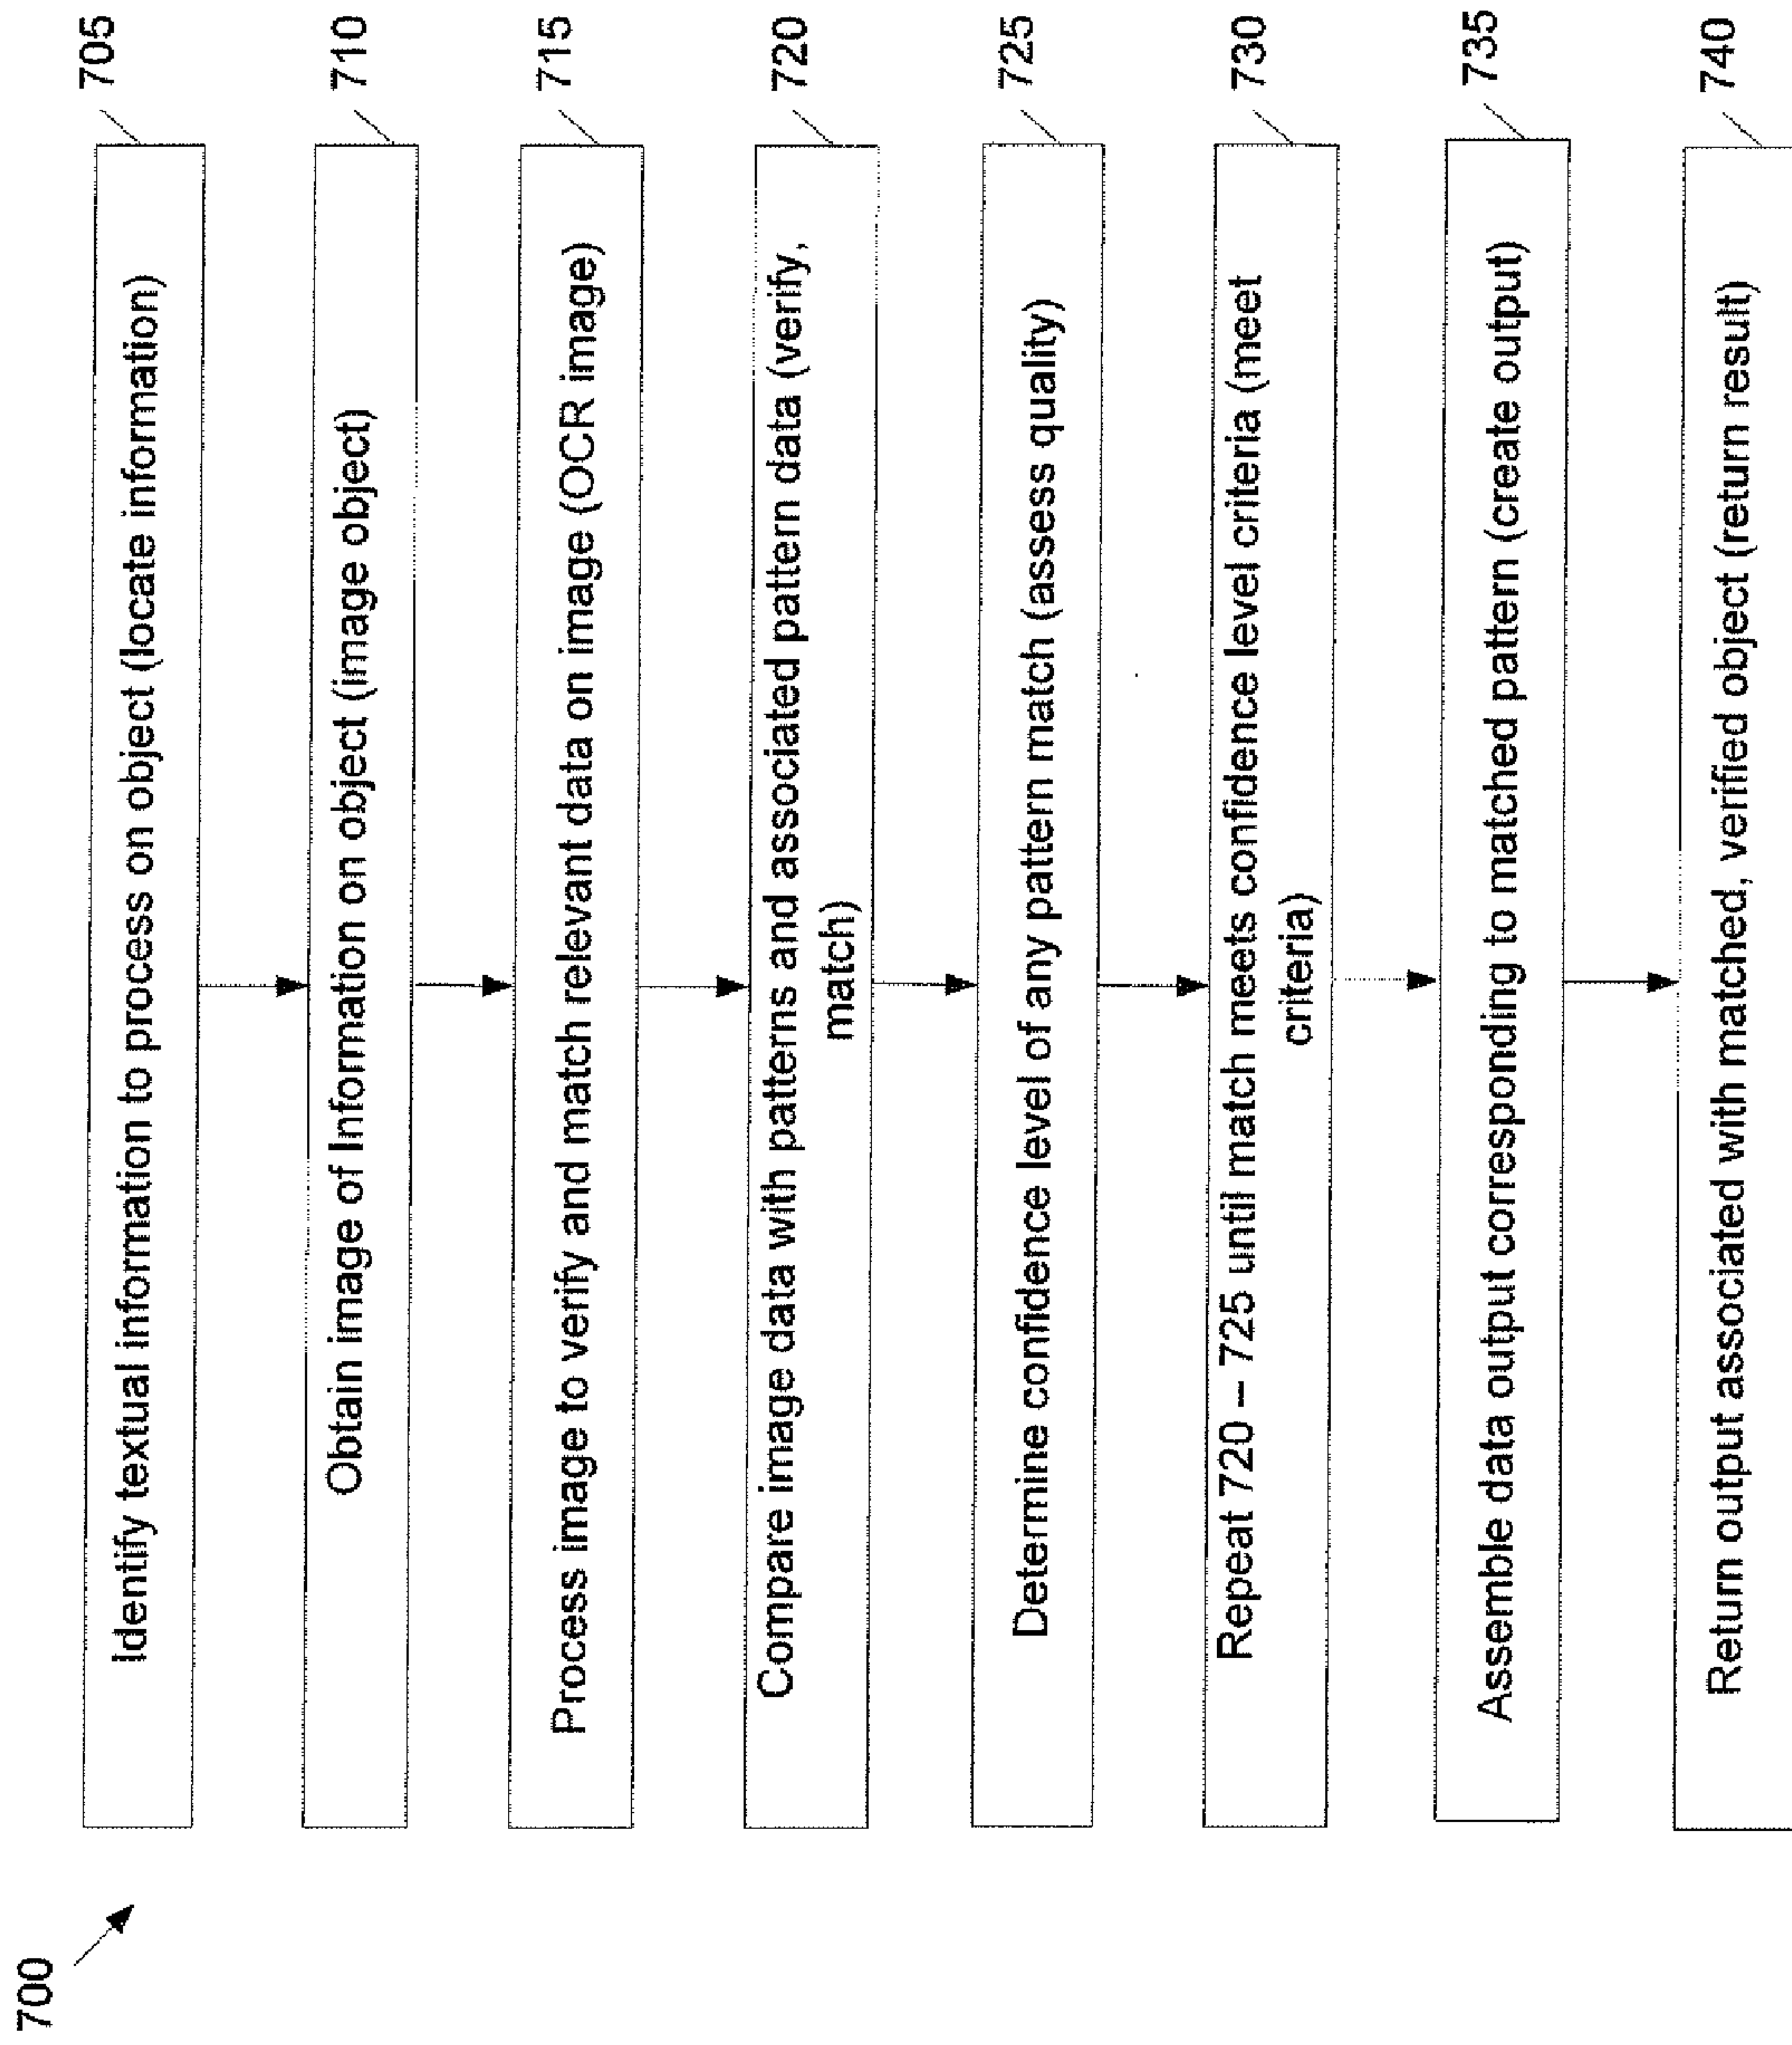 700
Identify textual information to process on object (locate information)
705
Obtain image of Information on object (image object)
710
Process image to verify and match relevant data on image (OCR image)
715
Compare image data with patterns and associated pattern data (verify,
match)
720
Determine confidence level of any pattern match (assess quality)
725
Repeat 720 – 725 until match meets confidence level criteria (meet
criteria)
730
Assemble data output corresponding to matched pattern (create output)
735
Return output associated with matched, verified object (return result)
740